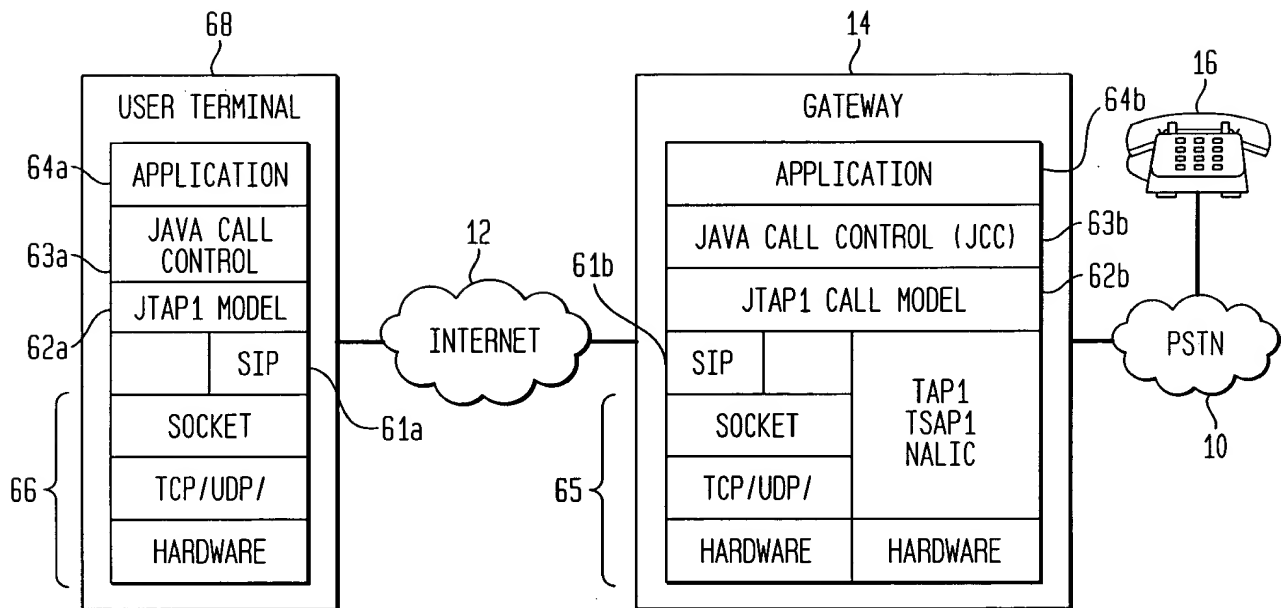 68
USER TERMINAL
64a
APPLICATION
JAVA CALL
CONTROL
63a
JTAP1 MODEL
62a
SIP
61a
SOCKET
66
TCP/UDP/
HARDWARE
12
INTERNET
14
GATEWAY
64b
APPLICATION
JAVA CALL CONTROL (JCC)
63b
61b
JTAP1 CALL MODEL
62b
SIP
TAP1
TSAP1
NALIC
SOCKET
65
TCP/UDP/
HARDWARE
HARDWARE
16
PSTN
10